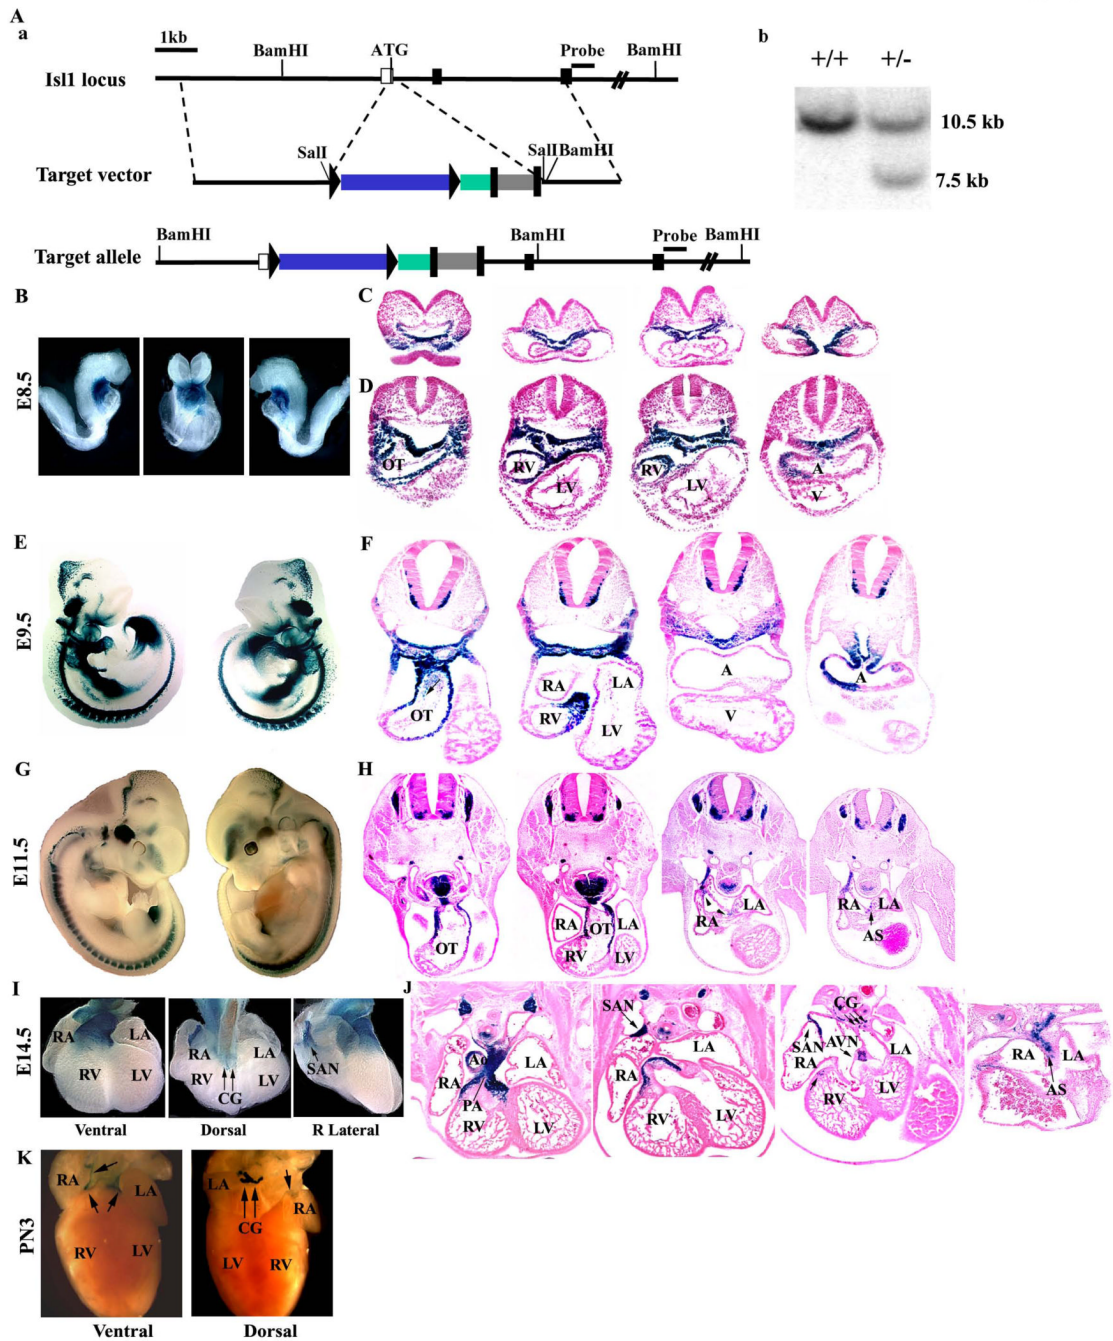 A
a
1kb
BamHI
ATG
Probe
BamHI
Isl1 locus
b
+/+
+/-
10.5 kb
7.5 kb
SalI
SalIBamHI
Target vector
BamHI
BamHI
Probe
BamHI
Target allele
B
E8.5
C
D
OT
RV
LV
RV
LV
A
V
E
E9.5
F
OT
RA
LA
RV
LV
A
V
A
G
E11.5
H
OT
RA
OT
LA
RV
LV
RA
LA
RA
LA
AS
I
E14.5
RA
LA
RV
LV
Ventral
RA
LA
RV
LV
CG
Dorsal
SAN
R Lateral
J
Ao
LA
RA
PA
RV
LV
SAN
LA
RA
RV
LV
CG
SAN
AVN
LA
RA
LV
RV
RA
LA
AS
K
PN3
RA
LA
RV
LV
Ventral
LA
RA
CG
LV
RV
Dorsal